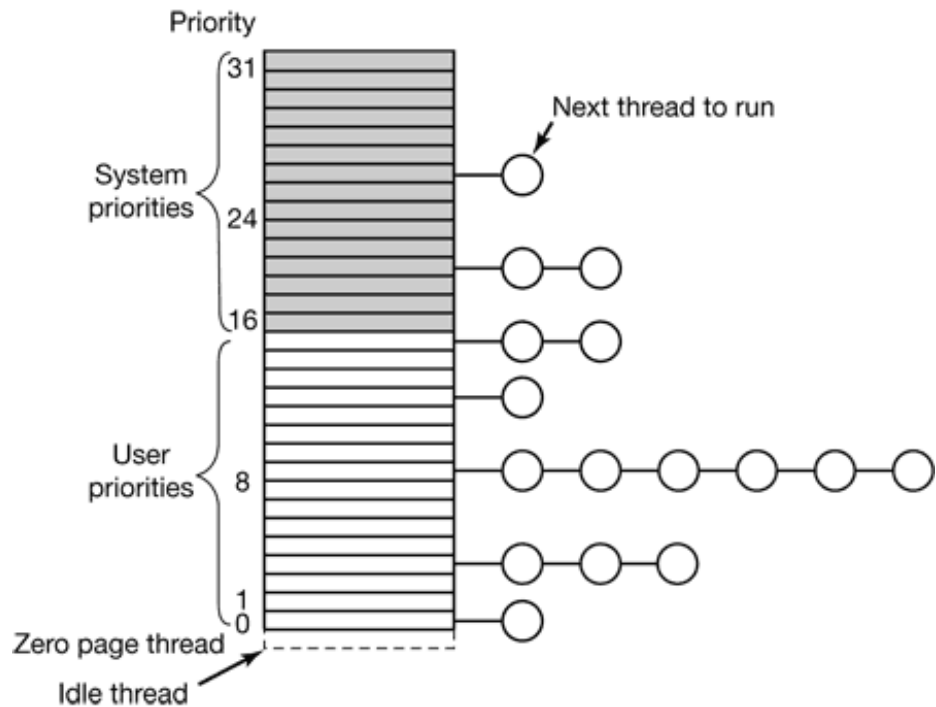 Priority
31
Next thread to run
System
priorities
24
16
User
priorities
8
1
0
Zero page thread
Idle thread